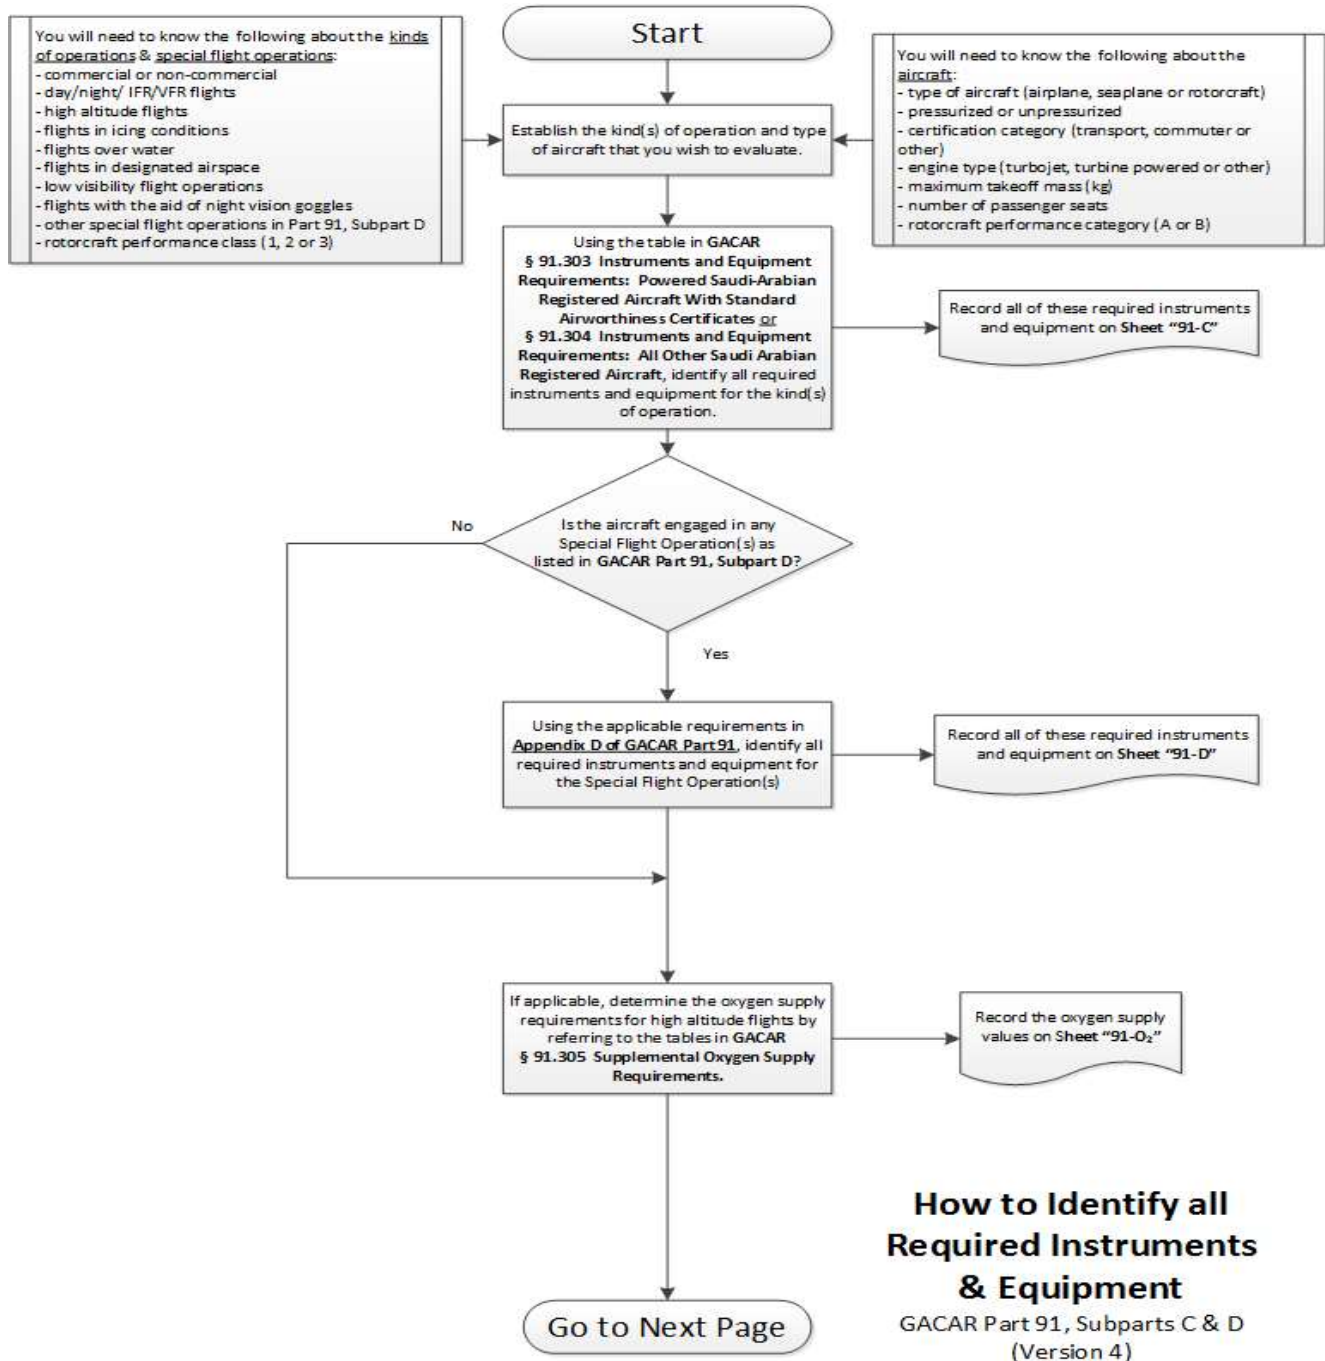 Start
You will need to know the following about the kinds
of operations & special flight operations:
- commercial or non-commercial
- day/night/ IFR/VFR flights
- high altitude flights
- flights in icing conditions
- flights over water
- flights in designated airspace
- low visibility flight operations
- flights with the aid of night vision goggles
- other special flight operations in Part 91, Subpart D
- rotorcraft performance class (1, 2 or 3)
Establish the kind(s) of operation and type
of aircraft that you wish to evaluate.
You will need to know the following about the
aircraft:
- type of aircraft (airplane, seaplane or rotorcraft)
- pressurized or unpressurized
- certification category (transport, commuter or
other)
- engine type (turbojet, turbine powered or other)
- maximum takeoff mass (kg)
- number of passenger seats
- rotorcraft performance category (A or B)
Using the table in GACAR
§ 91.303 Instruments and Equipment
Requirements: Powered Saudi-Arabian
Registered Aircraft With Standard
Airworthiness Certificates or
§ 91.304 Instruments and Equipment
Requirements: All Other Saudi Arabian
Registered Aircraft, identify all required
instruments and equipment for the kind(s)
of operation.
Record all of these required instruments
and equipment on Sheet “91-C”
No
Is the aircraft engaged in any
Special Flight Operation(s) as
listed in GACAR Part 91, Subpart D?
Yes
Using the applicable requirements in
Appendix D of GACAR Part 91, identify all
required instruments and equipment for
the Special Flight Operation(s)
Record all of these required instruments
and equipment on Sheet “91-D”
If applicable, determine the oxygen supply
requirements for high altitude flights by
referring to the tables in GACAR
§ 91.305 Supplemental Oxygen Supply
Requirements.
Record the oxygen supply
values on Sheet “91-O₂”
How to Identify all
Required Instruments
& Equipment
GACAR Part 91, Subparts C & D
(Version 4)
Go to Next Page